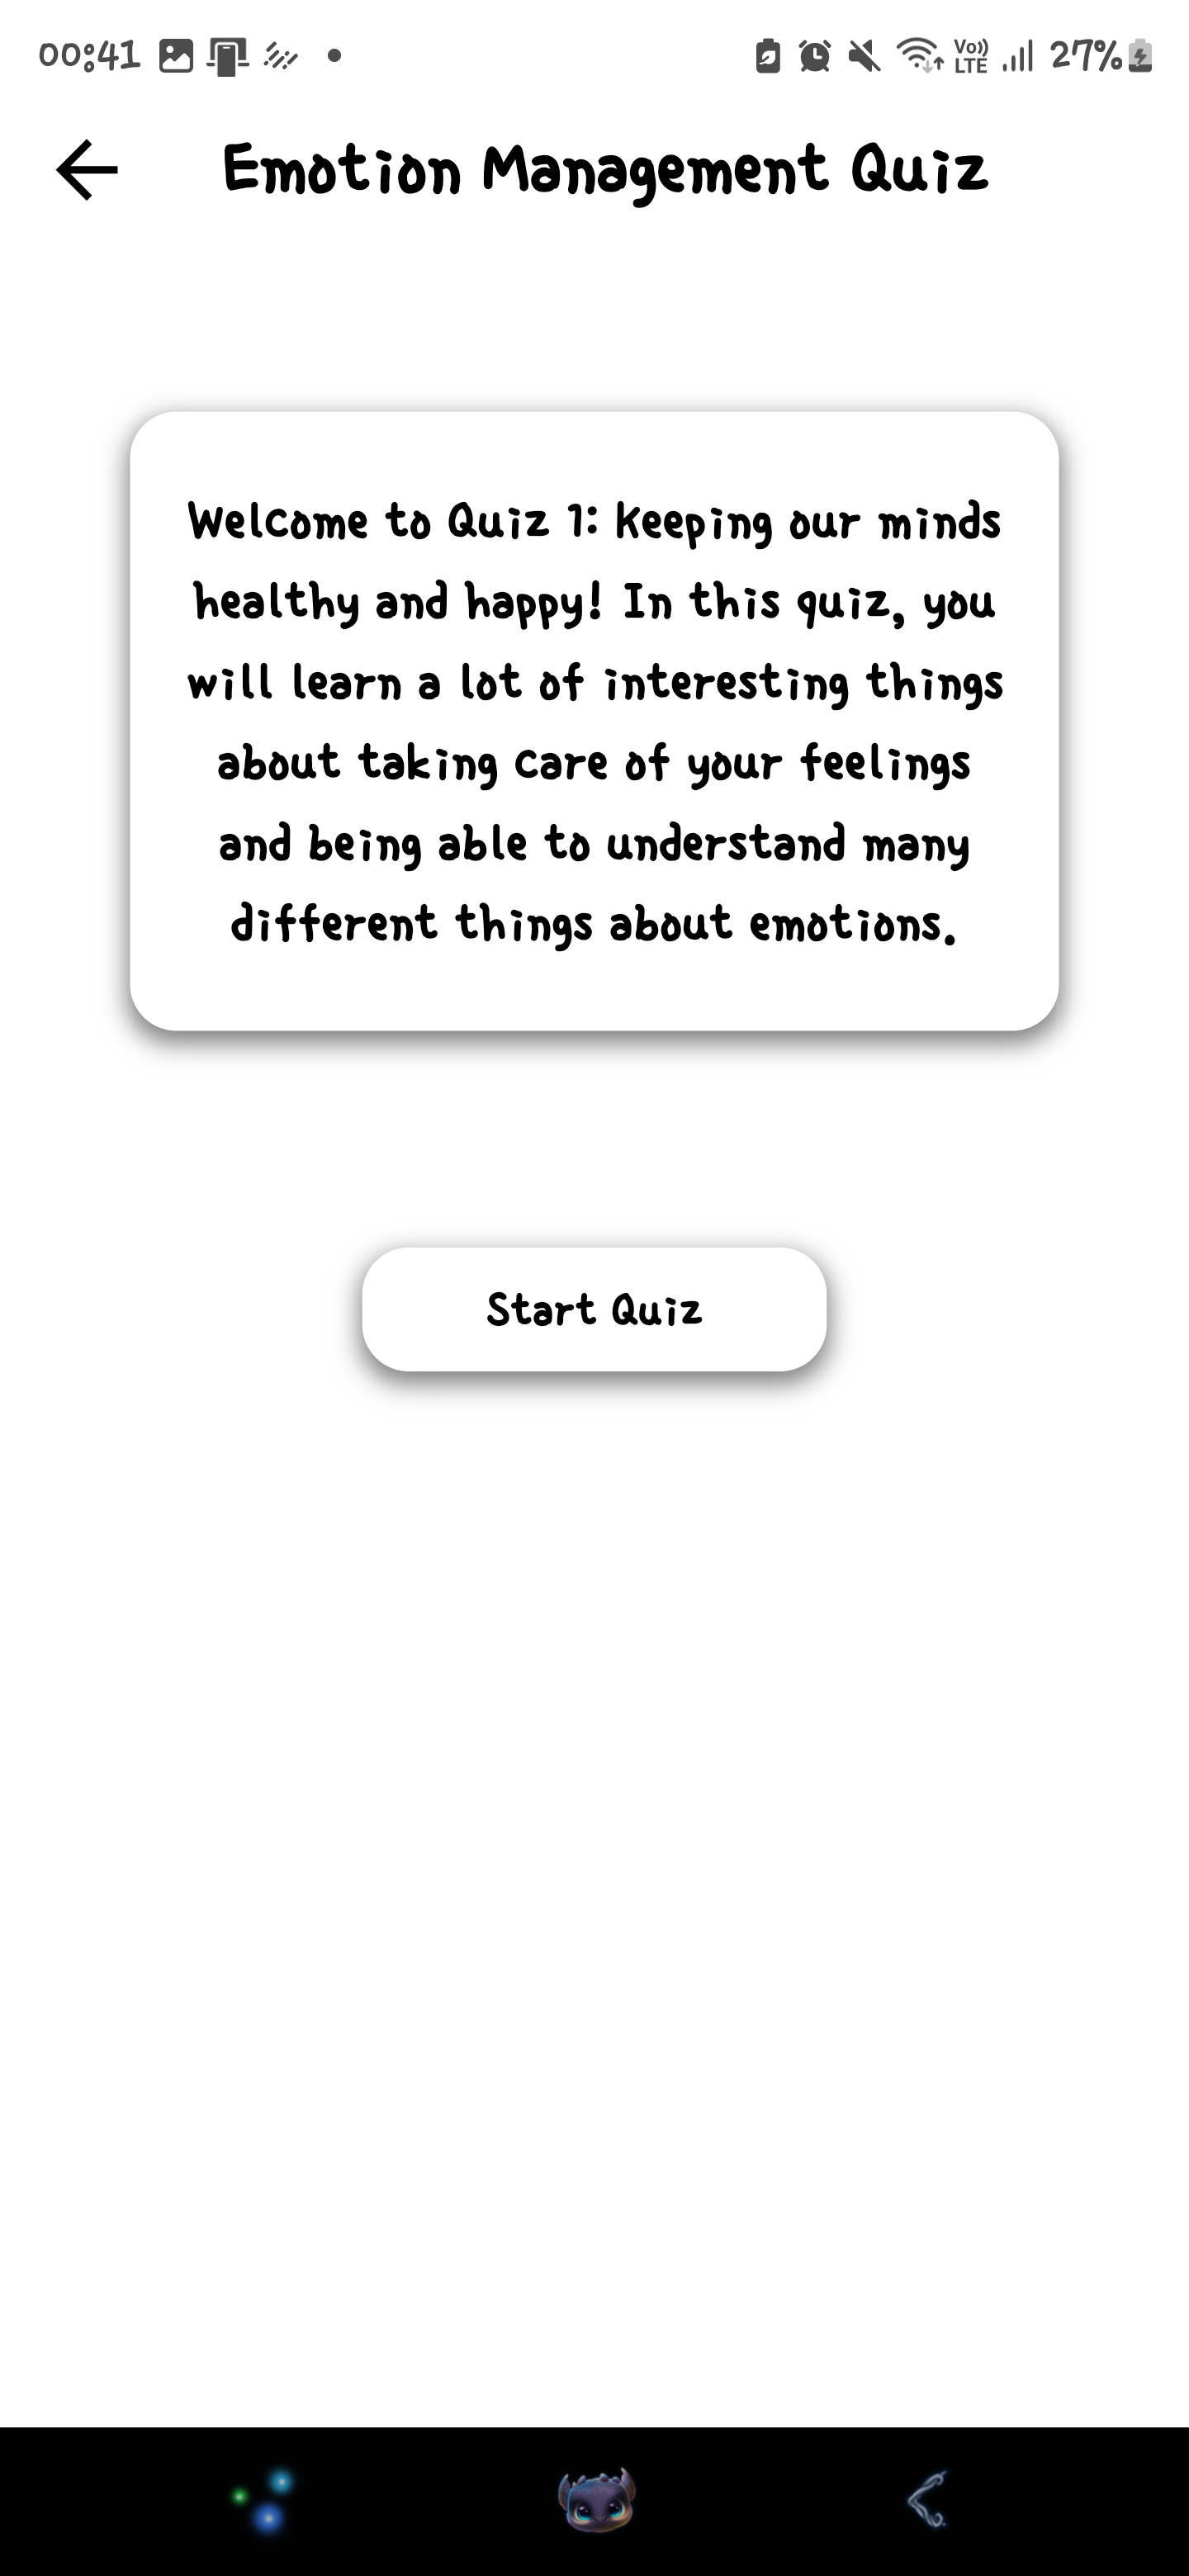 00:41 Vo)) LTE 27%
Emotion Management Quiz
Welcome to Quiz 1: Keeping our minds
healthy and happy! In this quiz, you
will learn a lot of interesting things
about taking care of your feelings
and being able to understand many
different things about emotions.
Start Quiz